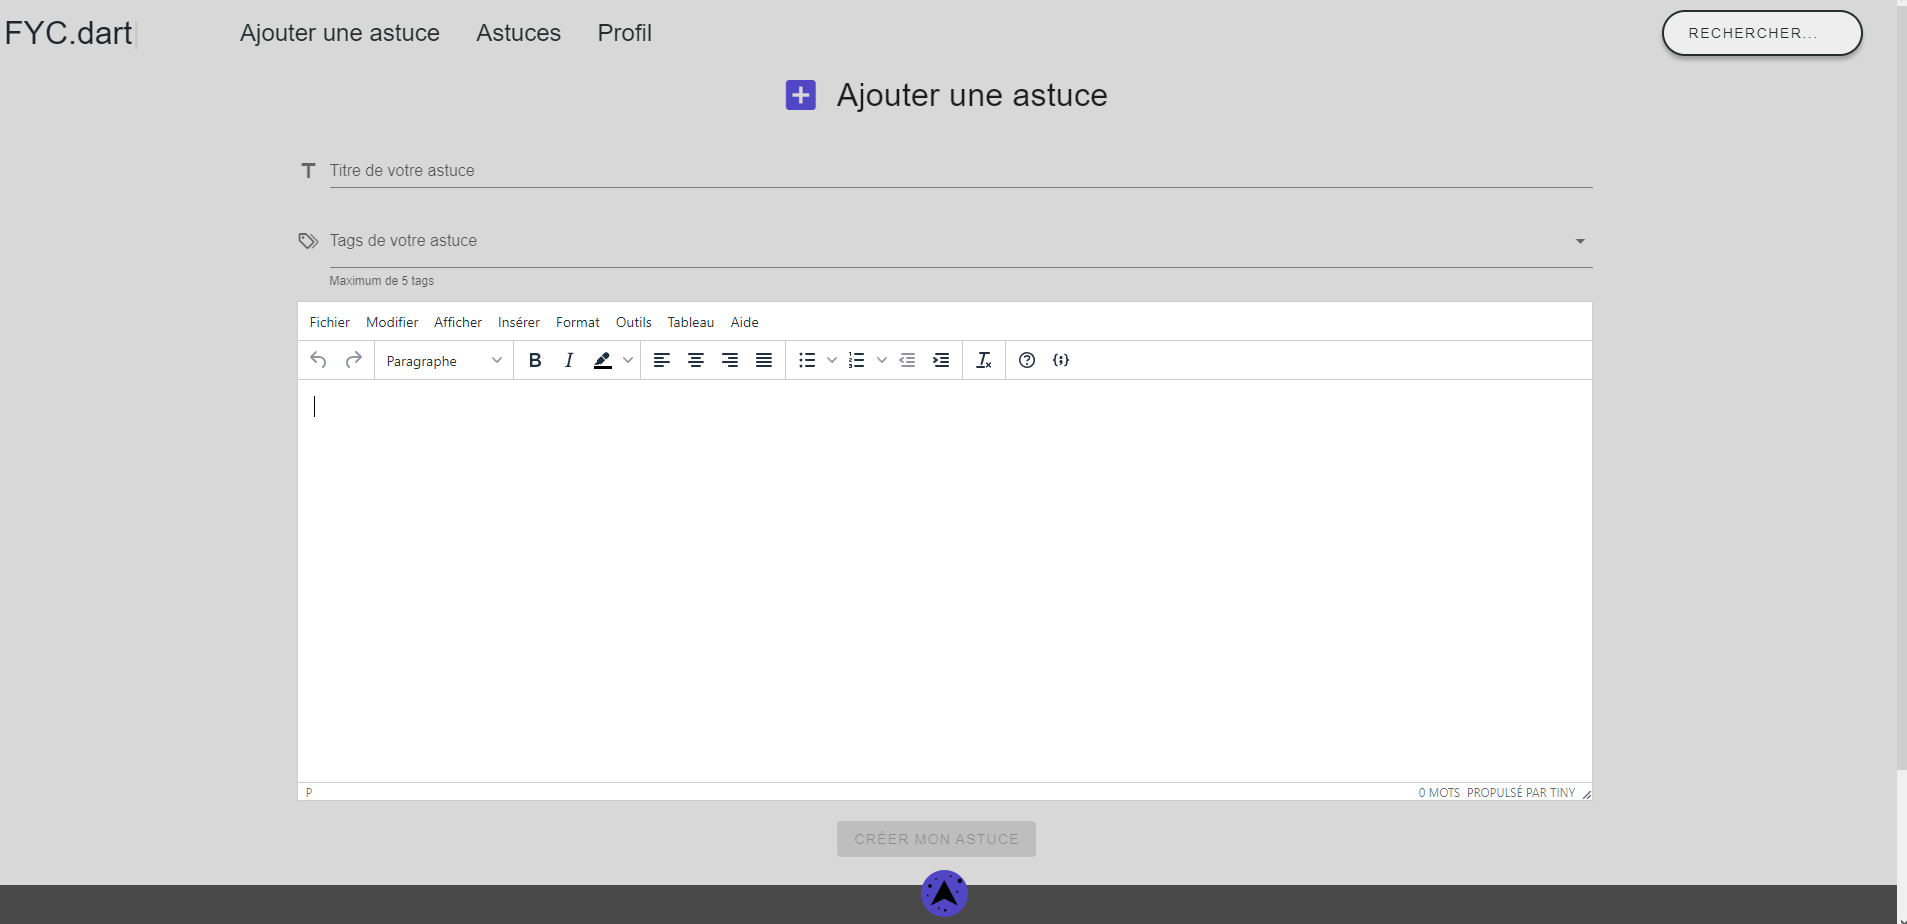 FYC.dart
Ajouter une astuce Astuces Profil
RECHERCHER...
Ajouter une astuce
Titre de votre astuce
Tags de votre astuce
Maximum de 5 tags
Fichier Modifier Afficher Insérer Format Outils Tableau Aide
Paragraphe
P
0 MOTS PROPULSÉ PAR TINY
CRÉER MON ASTUCE